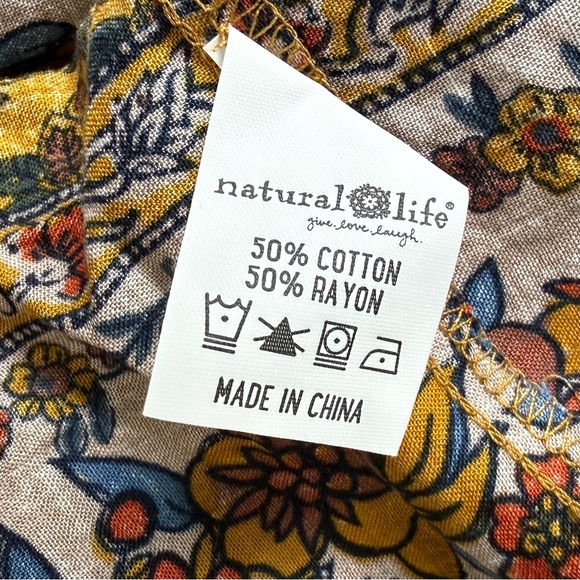 natural life®
give.love.laugh.
50% COTTON
50% RAYON
MADE IN CHINA